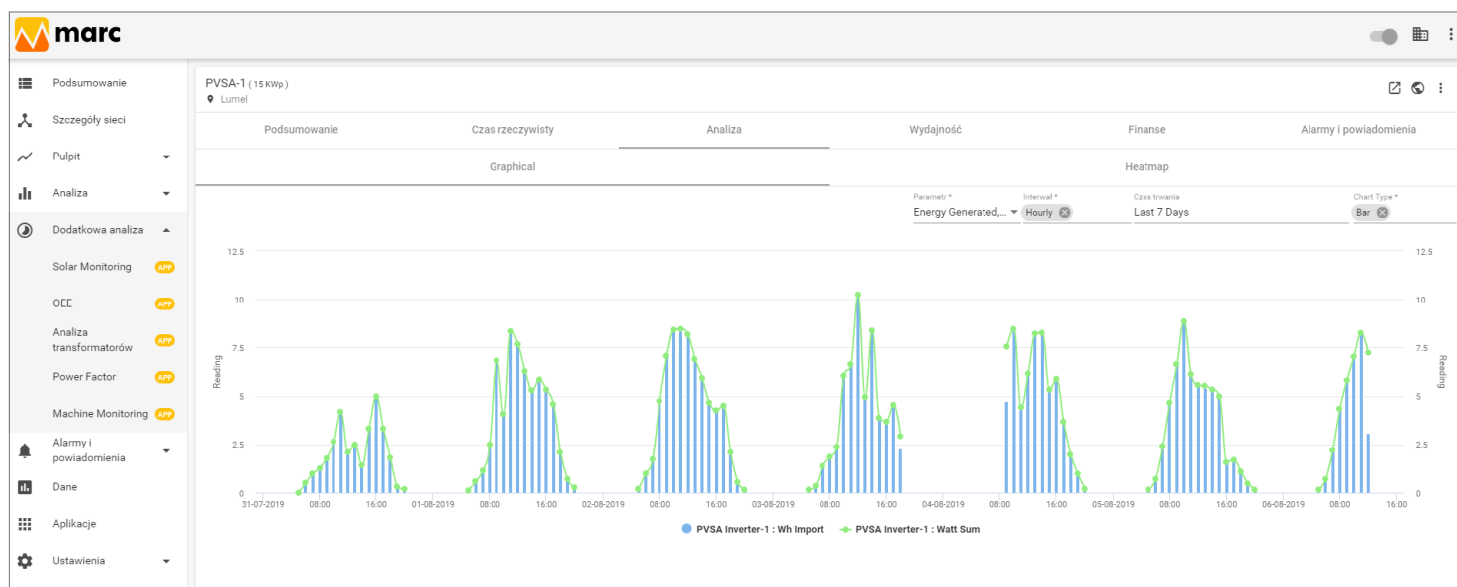 marc
Podsumowanie
Szczegóły sieci
Pulpit
Analiza
Dodatkowa analiza
Solar Monitoring APP
OEE APP
Analiza
transformatorów APP
Power Factor APP
Machine Monitoring APP
Alarmy i
powiadomienia
Dane
Aplikacje
Ustawienia
PVSA-1 ( 15 KWp )
Lumel
Podsumowanie Czas rzeczywisty Analiza Wydajność Finanse Alarmy i powiadomienia
Graphical Heatmap
Parametr * Interwał * Czas trwania Chart Type *
Energy Generated,... Hourly Last 7 Days Bar
12.5 12.5
10 10
7.5 7.5
Reading Reading
5 5
2.5 2.5
0 0
31-07-2019 08:00 16:00 01-08-2019 08:00 16:00 02-08-2019 08:00 16:00 03-08-2019 08:00 16:00 04-08-2019 08:00 16:00 05-08-2019 08:00 16:00 06-08-2019 08:00 16:00
PVSA Inverter-1 : Wh Import PVSA Inverter-1 : Watt Sum